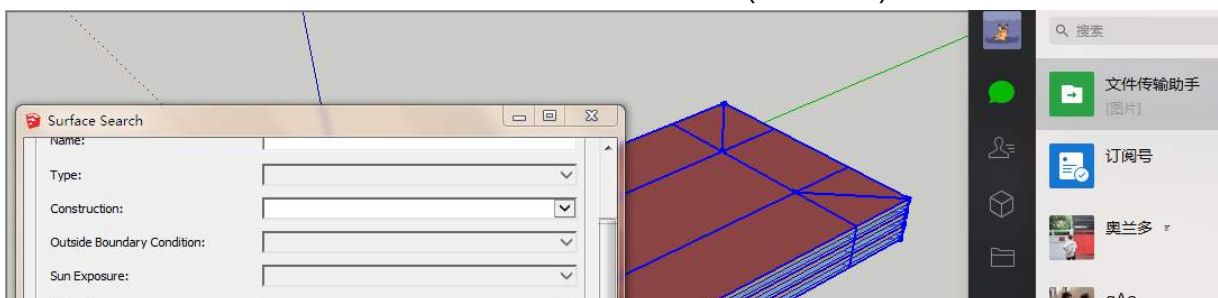 Surface Search
Name:
Type:
Construction:
Outside Boundary Condition:
Sun Exposure:
搜索
文件传输助手
[图片]
订阅号
奥兰多